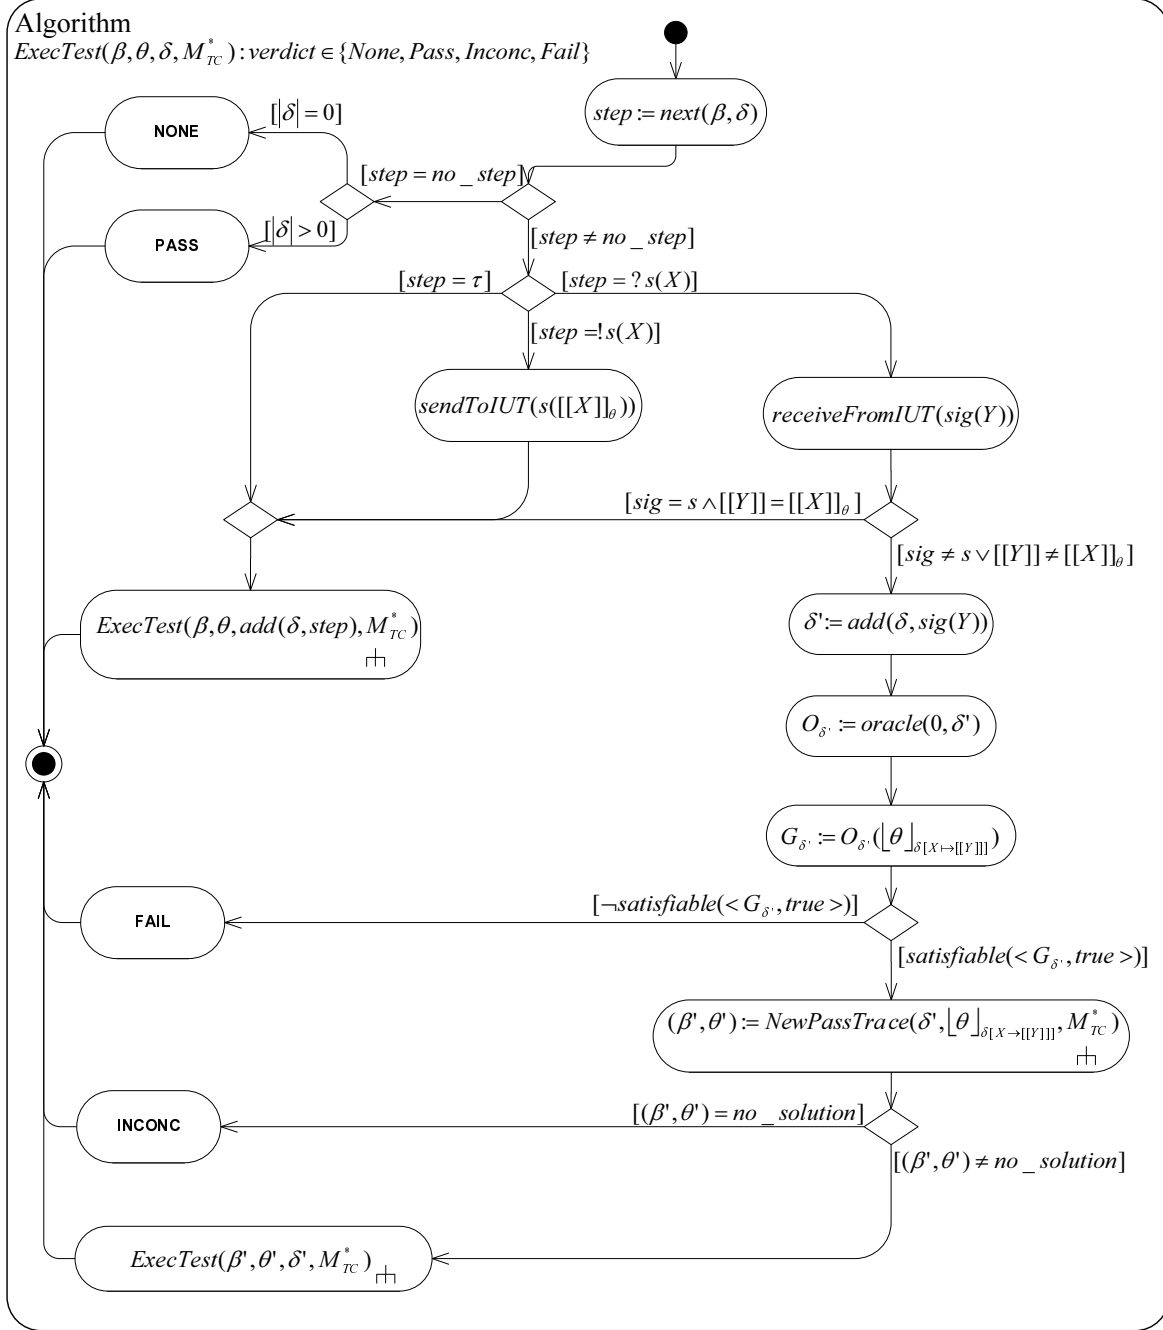 Algorithm
ExecTest(β,θ,δ,M*_TC):verdict∈{None,Pass,Inconc,Fail}
step:=next(β,δ)
[|δ|=0]
NONE
[step=no_step]
[|δ|>0]
PASS
[step≠no_step]
[step=τ]
[step=?s(X)]
[step=!s(X)]
sendToIUT(s([[X]]_θ))
receiveFromIUT(sig(Y))
[sig=s∧[[Y]]=[[X]]_θ]
[sig≠s∨[[Y]]≠[[X]]_θ]
ExecTest(β,θ,add(δ,step),M*_TC)
δ':=add(δ,sig(Y))
O_δ':=oracle(0,δ')
G_δ':=O_δ'(⌊θ⌋_δ[X↦[[Y]]])
[¬satisfiable(<G_δ',true>)]
FAIL
[satisfiable(<G_δ',true>)]
(β',θ'):=NewPassTrace(δ',⌊θ⌋_δ[X→[[Y]]],M*_TC)
[(β',θ')=no_solution]
INCONC
[(β',θ')≠no_solution]
ExecTest(β',θ',δ',M*_TC)